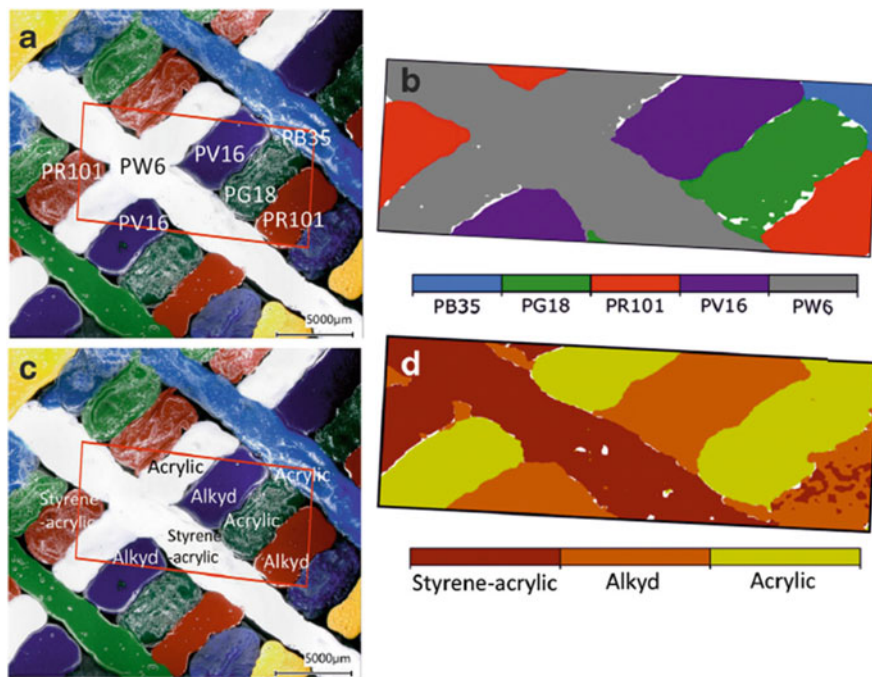 a
PR101
PW6
PV16
PB35
PG18
PV16
PR101
5000µm
b
PB35
PG18
PR101
PV16
PW6
c
Acrylic
Acrylic
Styrene
-acrylic
Alkyd
Acrylic
Styrene
-acrylic
Alkyd
Alkyd
5000µm
d
Styrene-acrylic
Alkyd
Acrylic